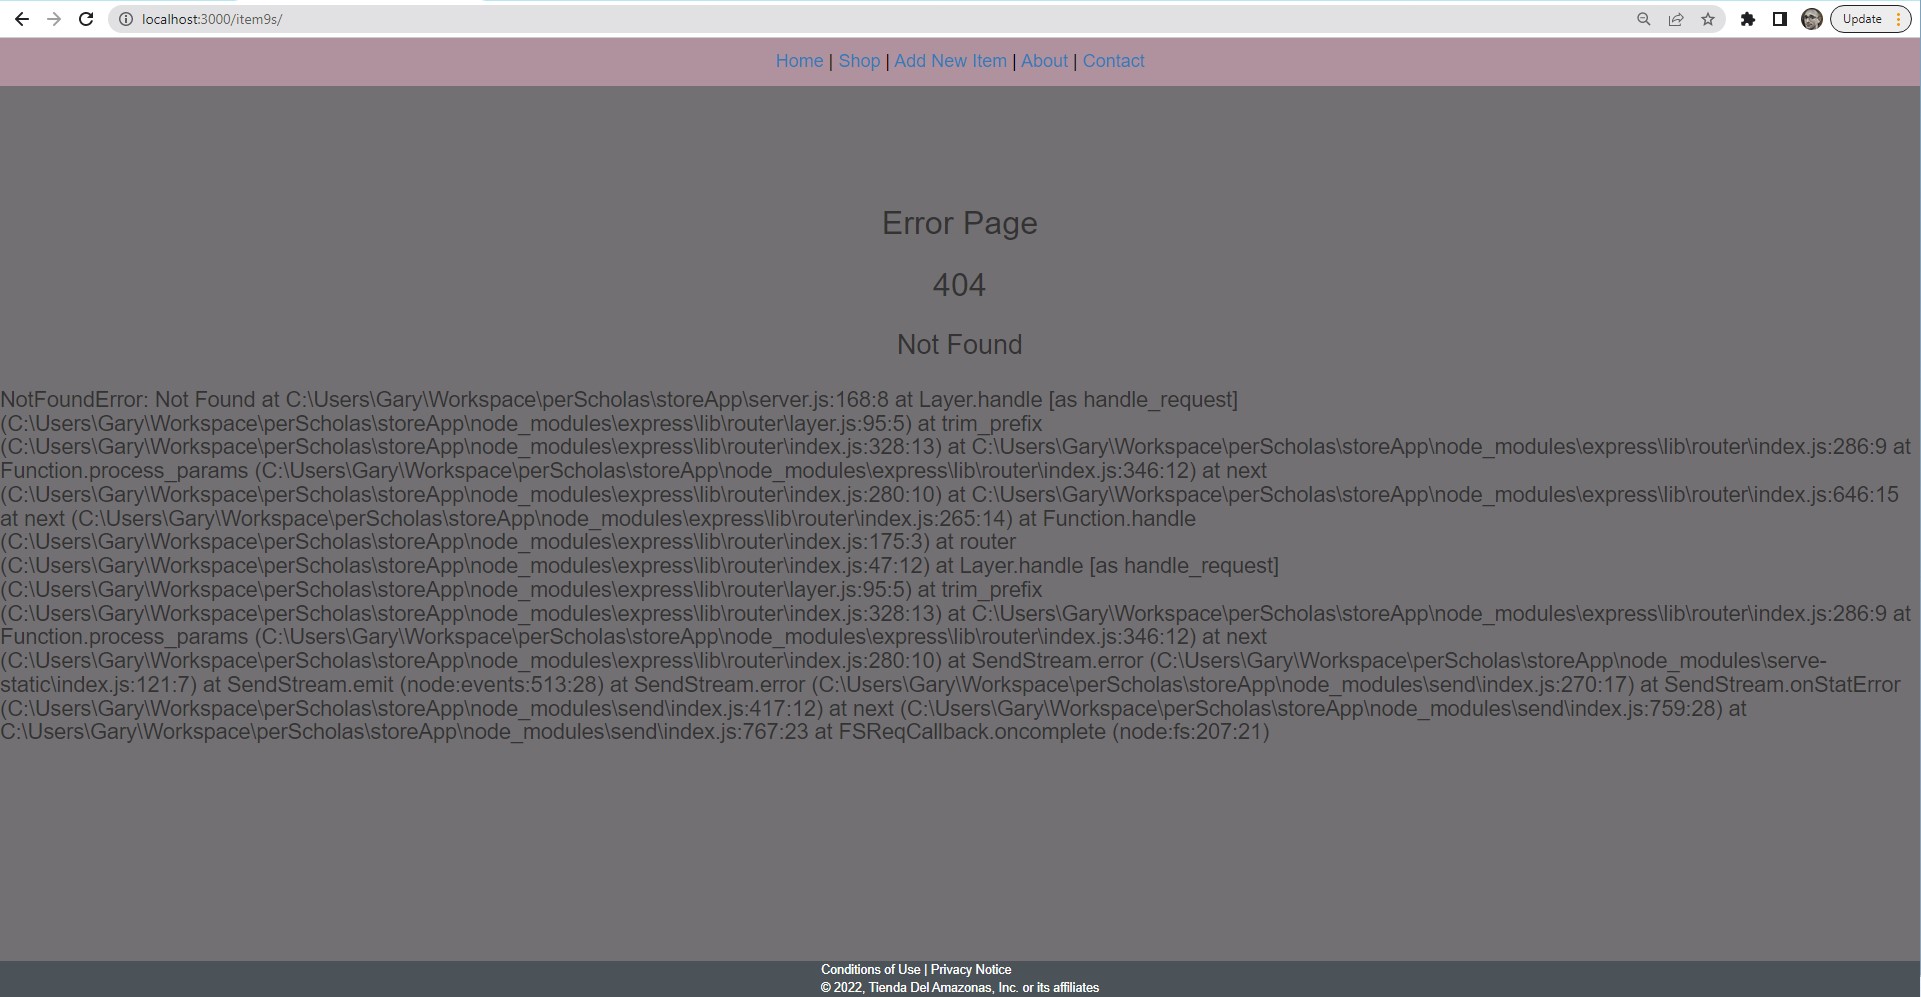 localhost:3000/item9s/
Update
Home | Shop | Add New Item | About | Contact
Error Page
404
Not Found
NotFoundError: Not Found at C:\Users\Gary\Workspace\perScholas\storeApp\server.js:168:8 at Layer.handle [as handle_request]
(C:\Users\Gary\Workspace\perScholas\storeApp\node_modules\express\lib\router\layer.js:95:5) at trim_prefix
(C:\Users\Gary\Workspace\perScholas\storeApp\node_modules\express\lib\router\index.js:328:13) at C:\Users\Gary\Workspace\perScholas\storeApp\node_modules\express\lib\router\index.js:286:9 at
Function.process_params (C:\Users\Gary\Workspace\perScholas\storeApp\node_modules\express\lib\router\index.js:346:12) at next
(C:\Users\Gary\Workspace\perScholas\storeApp\node_modules\express\lib\router\index.js:280:10) at C:\Users\Gary\Workspace\perScholas\storeApp\node_modules\express\lib\router\index.js:646:15
at next (C:\Users\Gary\Workspace\perScholas\storeApp\node_modules\express\lib\router\index.js:265:14) at Function.handle
(C:\Users\Gary\Workspace\perScholas\storeApp\node_modules\express\lib\router\index.js:175:3) at router
(C:\Users\Gary\Workspace\perScholas\storeApp\node_modules\express\lib\router\index.js:47:12) at Layer.handle [as handle_request]
(C:\Users\Gary\Workspace\perScholas\storeApp\node_modules\express\lib\router\layer.js:95:5) at trim_prefix
(C:\Users\Gary\Workspace\perScholas\storeApp\node_modules\express\lib\router\index.js:328:13) at C:\Users\Gary\Workspace\perScholas\storeApp\node_modules\express\lib\router\index.js:286:9 at
Function.process_params (C:\Users\Gary\Workspace\perScholas\storeApp\node_modules\express\lib\router\index.js:346:12) at next
(C:\Users\Gary\Workspace\perScholas\storeApp\node_modules\express\lib\router\index.js:280:10) at SendStream.error (C:\Users\Gary\Workspace\perScholas\storeApp\node_modules\serve-
static\index.js:121:7) at SendStream.emit (node:events:513:28) at SendStream.error (C:\Users\Gary\Workspace\perScholas\storeApp\node_modules\send\index.js:270:17) at SendStream.onStatError
(C:\Users\Gary\Workspace\perScholas\storeApp\node_modules\send\index.js:417:12) at next (C:\Users\Gary\Workspace\perScholas\storeApp\node_modules\send\index.js:759:28) at
C:\Users\Gary\Workspace\perScholas\storeApp\node_modules\send\index.js:767:23 at FSReqCallback.oncomplete (node:fs:207:21)
Conditions of Use | Privacy Notice
© 2022, Tienda Del Amazonas, Inc. or its affiliates